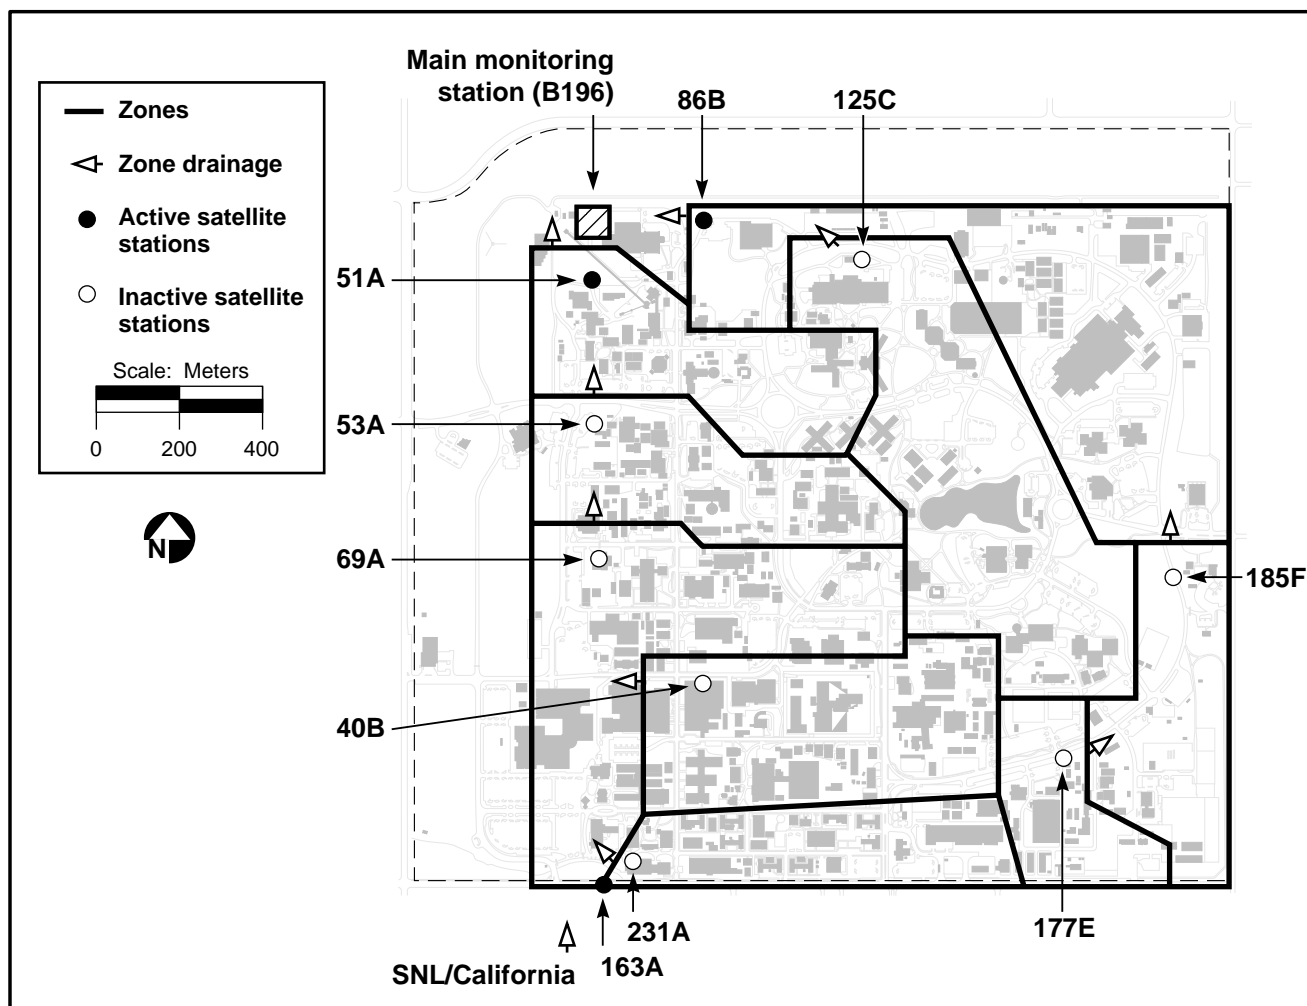 Main monitoring
station (B196)
86B
125C
Zones
Zone drainage
Active satellite
stations
Inactive satellite
stations
Scale: Meters
0 200 400
N
51A
53A
69A
40B
185F
177E
231A
163A
SNL/California